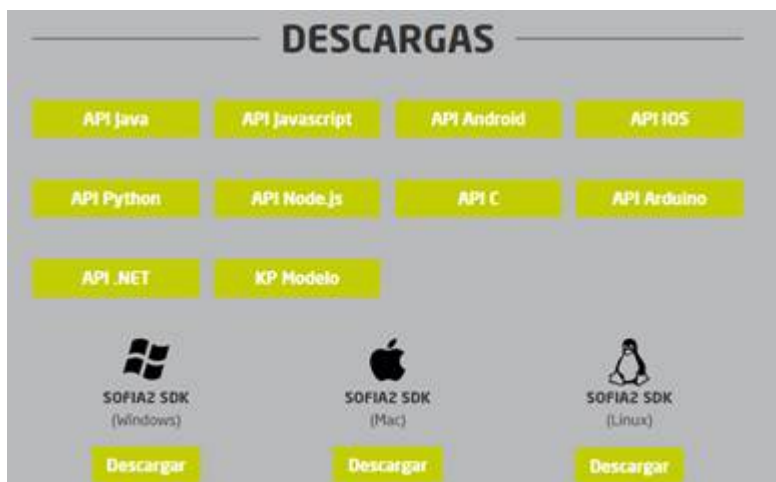 DESCARGAS
API Java API Javascript API Android API IOS
API Python API Node.js API C API Arduino
API .NET KP Modelo
SOFIA2 SDK SOFIA2 SDK SOFIA2 SDK
(Windows) (Mac) (Linux)
Descargar Descargar Descargar